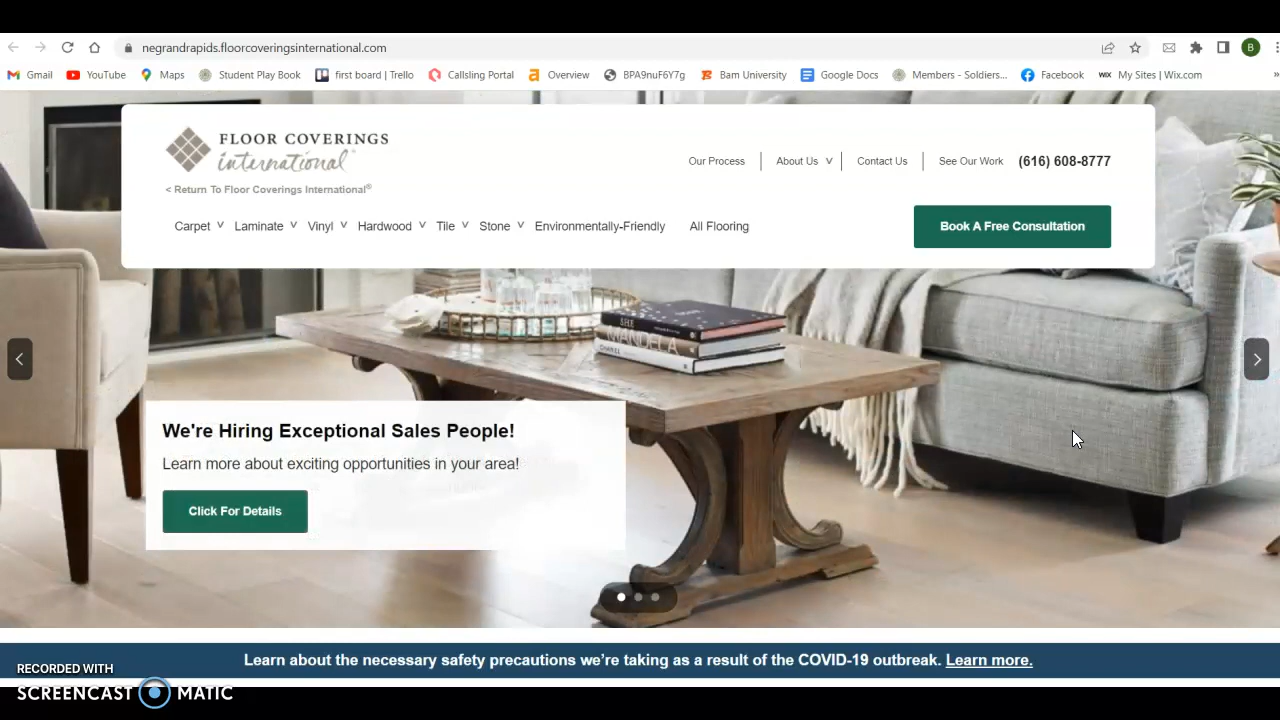 negrandrapids.floorcoveringsinternational.com
B
Gmail YouTube Maps Student Play Book first board | Trello Callsling Portal Overview BPA9nuF6Y7g Bam University Google Docs Members - Soldiers... Facebook WIX My Sites | Wix.com »
FLOOR COVERINGS
international
< Return To Floor Coverings International®
Our Process About Us Contact Us See Our Work (616) 608-8777
Carpet Laminate Vinyl Hardwood Tile Stone Environmentally-Friendly All Flooring
Book A Free Consultation
MANDELA
We're Hiring Exceptional Sales People!
Learn more about exciting opportunities in your area!
Click For Details
Learn about the necessary safety precautions we’re taking as a result of the COVID-19 outbreak. Learn more.
RECORDED WITH
SCREENCAST MATIC